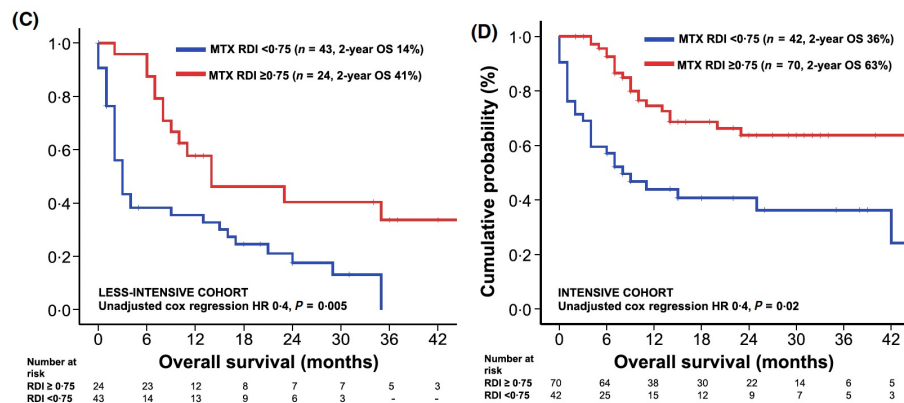 (C)
MTX RDI <0·75 (n = 43, 2-year OS 14%)
MTX RDI ≥0·75 (n = 24, 2-year OS 41%)
1·0
0·8
0·6
0·4
0·2
0·0
LESS-INTENSIVE COHORT
Unadjusted cox regression HR 0·4, P = 0·005
0 6 12 18 24 30 36 42
Overall survival (months)
Number at
risk
RDI ≥ 0·75 24 23 12 8 7 7 5 3
RDI <0·75 43 14 13 9 6 3 - -
(D)
MTX RDI <0·75 (n = 42, 2-year OS 36%)
MTX RDI ≥0·75 (n = 70, 2-year OS 63%)
Cumulative probability (%)
1·0
0·8
0·6
0·4
0·2
0·0
INTENSIVE COHORT
Unadjusted cox regression HR 0·4, P = 0·02
0 6 12 18 24 30 36 42
Overall survival (months)
Number at
risk
RDI ≥ 0·75 70 64 38 30 22 14 6 5
RDI <0·75 42 25 15 12 9 7 5 3